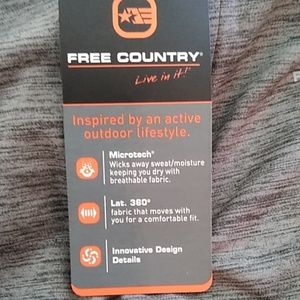 FREE COUNTRY®
Live in it!™
Inspired by an active
outdoor lifestyle.
Microtech®
Wicks away sweat/moisture
keeping you dry with
breathable fabric.
Lat. 360°
fabric that moves with
you for a comfortable fit.
Innovative Design
Details